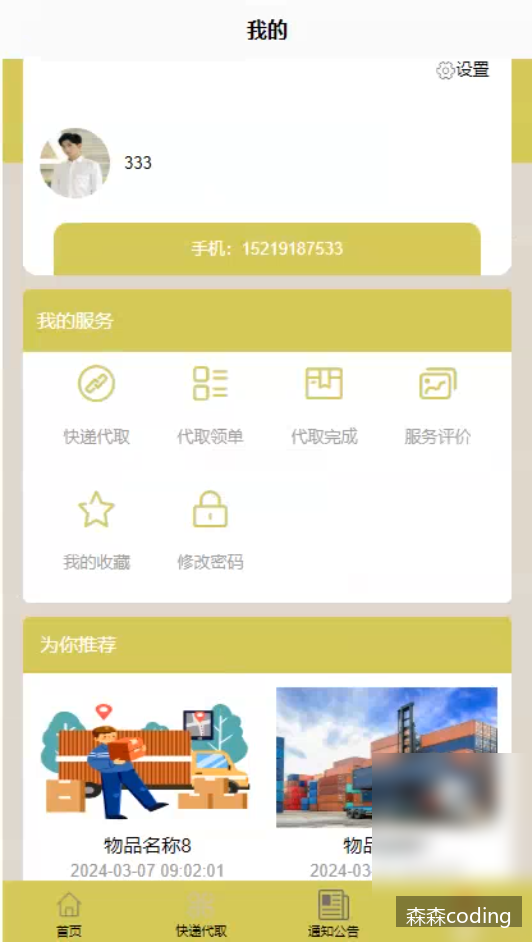 我的
设置
333
手机：15219187533
我的服务
快递代取 代取领单 代取完成 服务评价
我的收藏 修改密码
为你推荐
物品名称8 物品
2024-03-07 09:02:01 2024-03
首页 快递代取 通知公告
森森coding